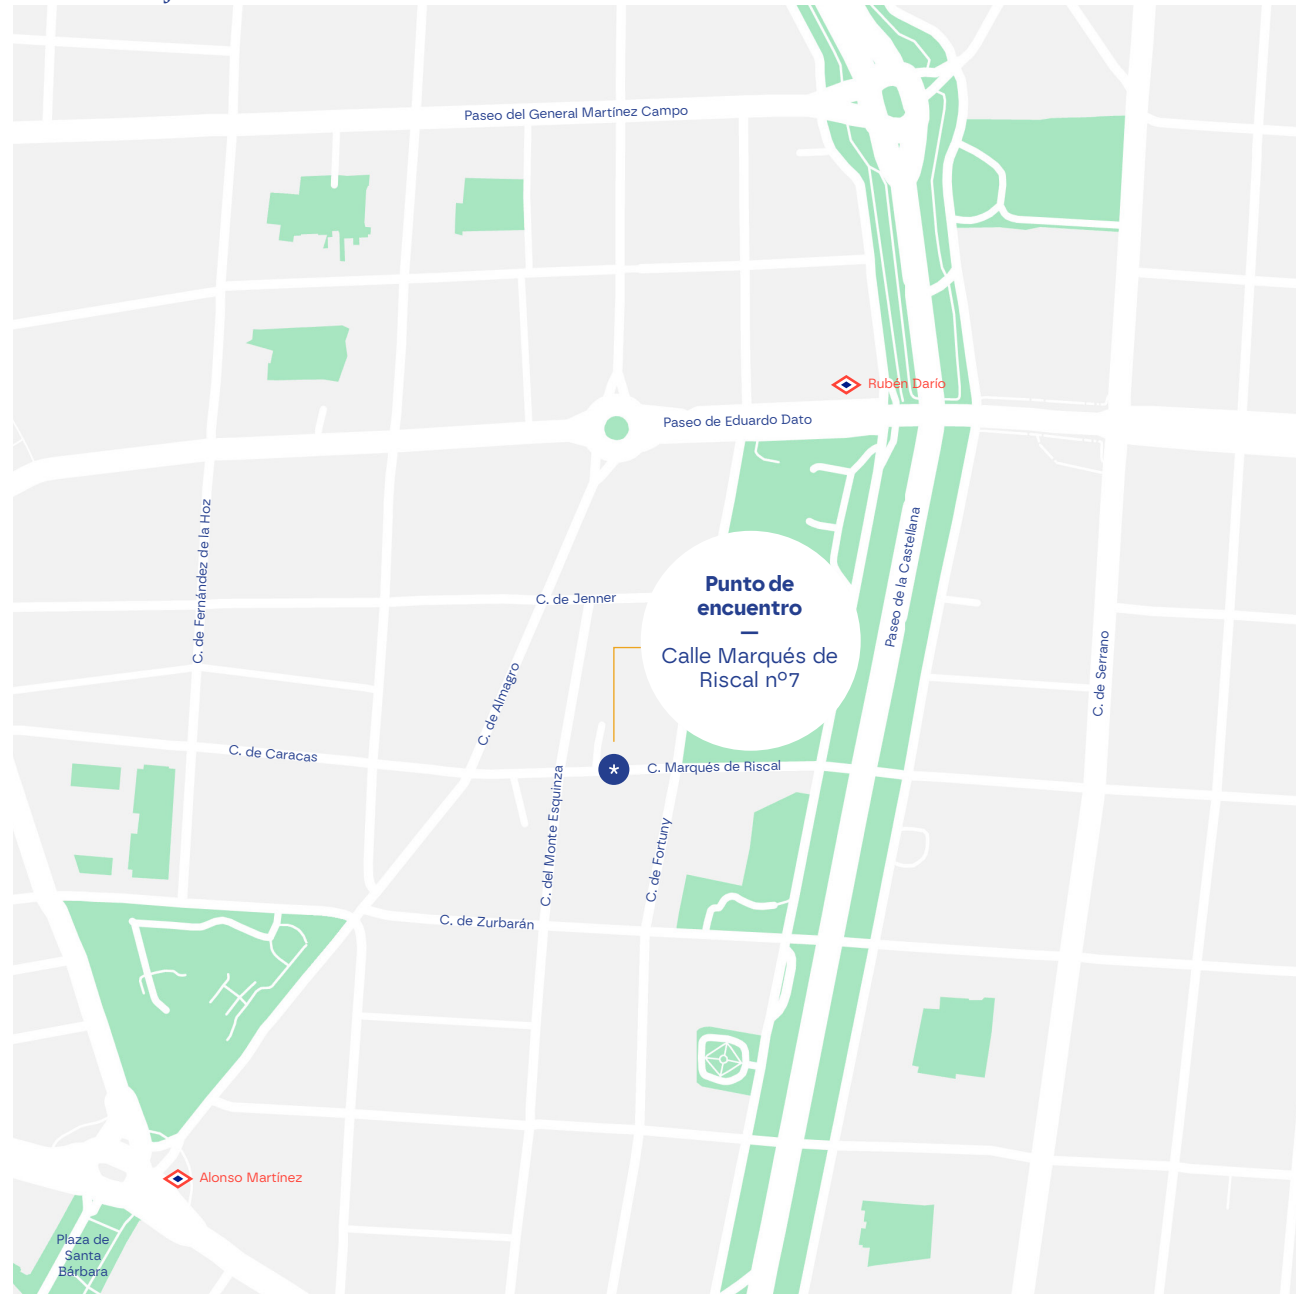 Paseo del General Martínez Campo
Rubén Darío
Paseo de Eduardo Dato
C. de Fernández de la Hoz
Paseo de la Castellana
Punto de
encuentro
—
Calle Marqués de
Riscal nº7
C. de Jenner
C. de Serrano
C. de Almagro
C. de Caracas
*
C. Marqués de Riscal
C. del Monte Esquinza
C. de Fortuny
C. de Zurbarán
Alonso Martínez
Plaza de
Santa
Bárbara